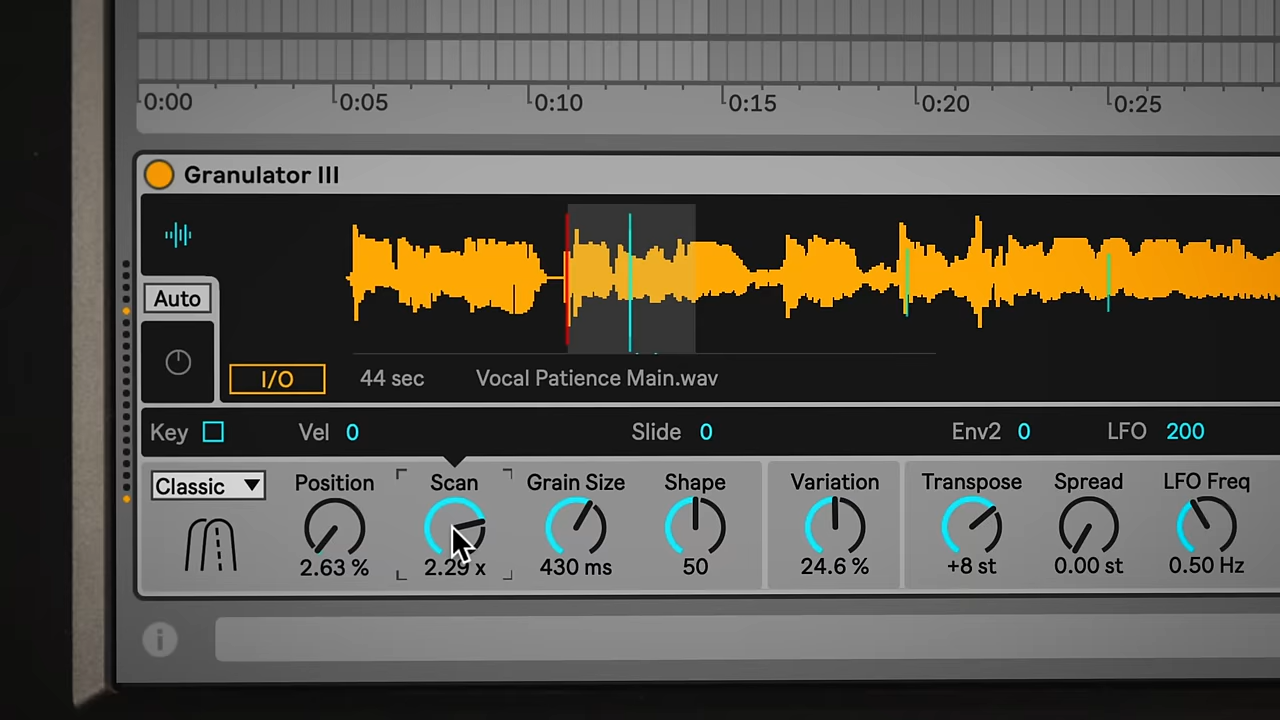 0:00 0:05 0:10 0:15 0:20 0:25
Granulator III
Auto
I/O 44 sec Vocal Patience Main.wav
Key Vel 0 Slide 0 Env2 0 LFO 200
Classic Position Scan Grain Size Shape Variation Transpose Spread LFO Freq
2.63 % 2.29 x 430 ms 50 24.6 % +8 st 0.00 st 0.50 Hz